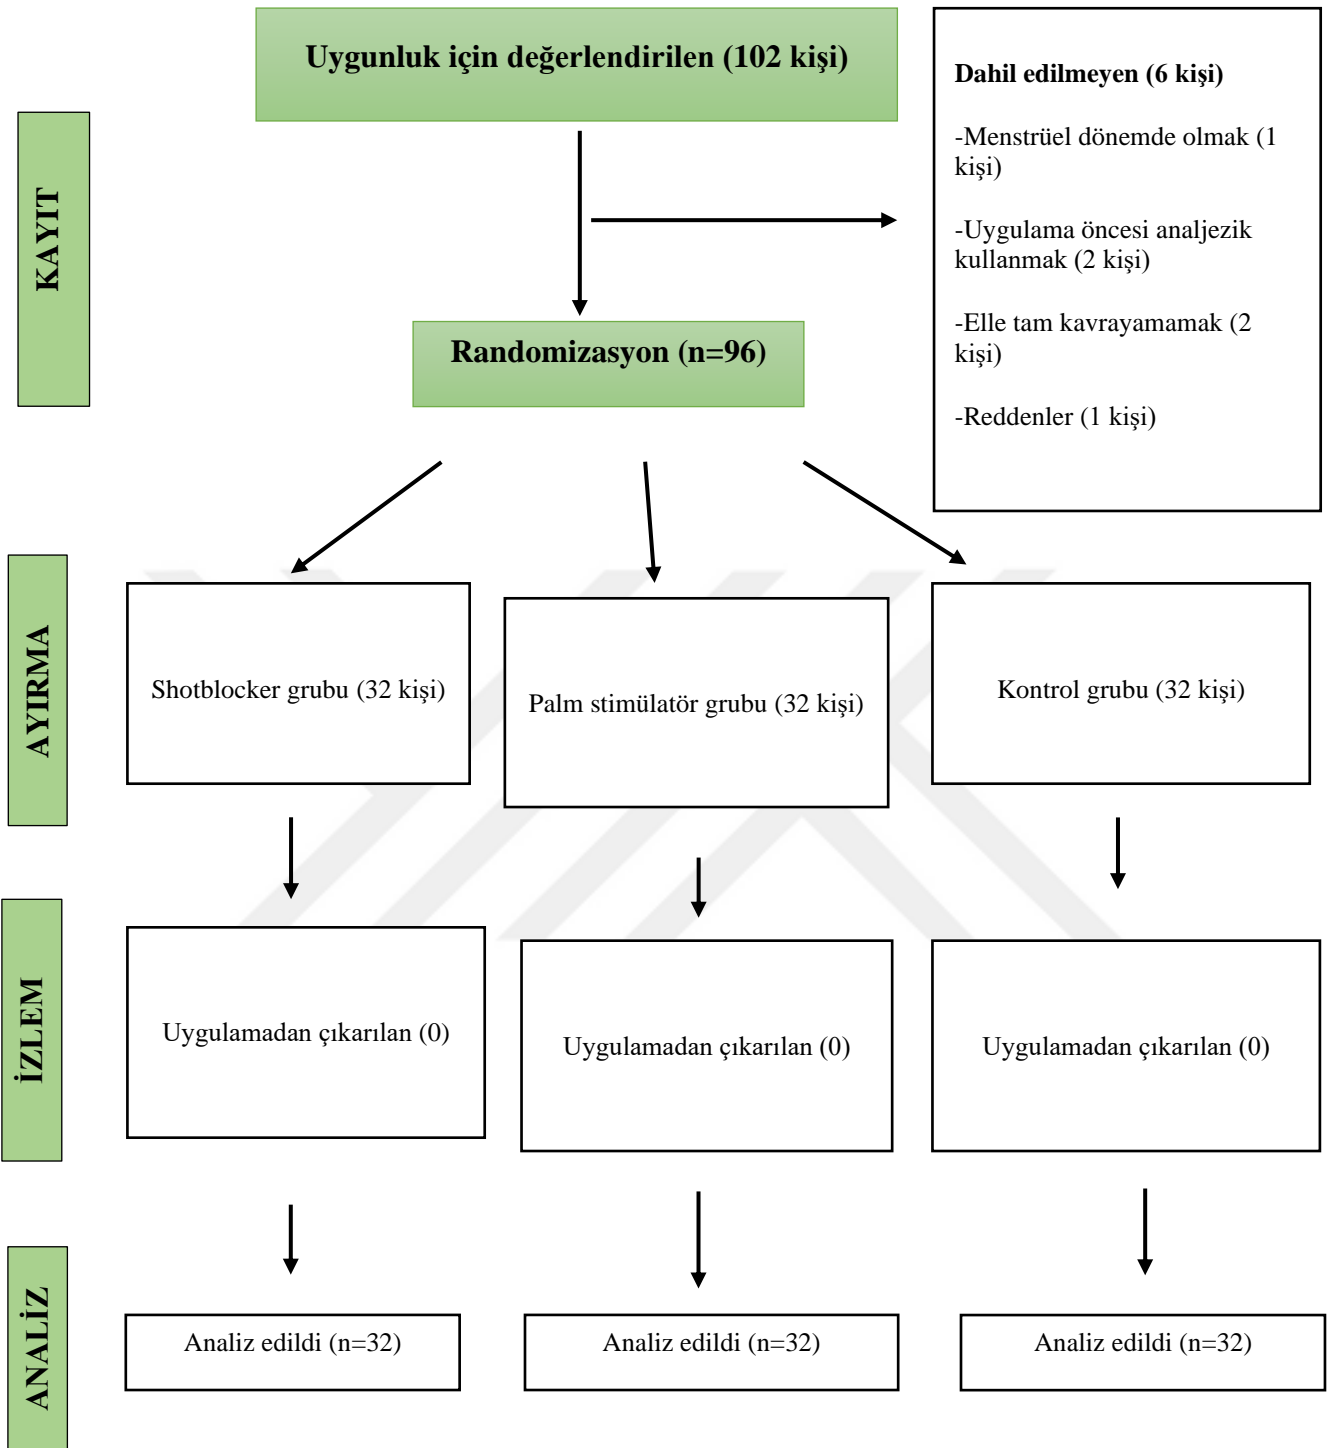 Uygunluk için değerlendirilen (102 kişi)
Dahil edilmeyen (6 kişi)
-Menstrüel dönemde olmak (1
kişi)
-Uygulama öncesi analjezik
kullanmak (2 kişi)
-Elle tam kavrayamamak (2
kişi)
-Reddenler (1 kişi)
KAYIT
Randomizasyon (n=96)
AYIRMA
Shotblocker grubu (32 kişi)
Palm stimülatör grubu (32 kişi)
Kontrol grubu (32 kişi)
İZLEM
Uygulamadan çıkarılan (0)
Uygulamadan çıkarılan (0)
Uygulamadan çıkarılan (0)
ANALİZ
Analiz edildi (n=32)
Analiz edildi (n=32)
Analiz edildi (n=32)